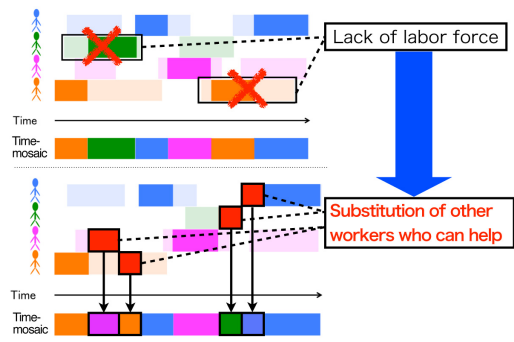 Lack of labor force
Time
Time-
mosaic
Substitution of other
workers who can help
Time
Time-
mosaic